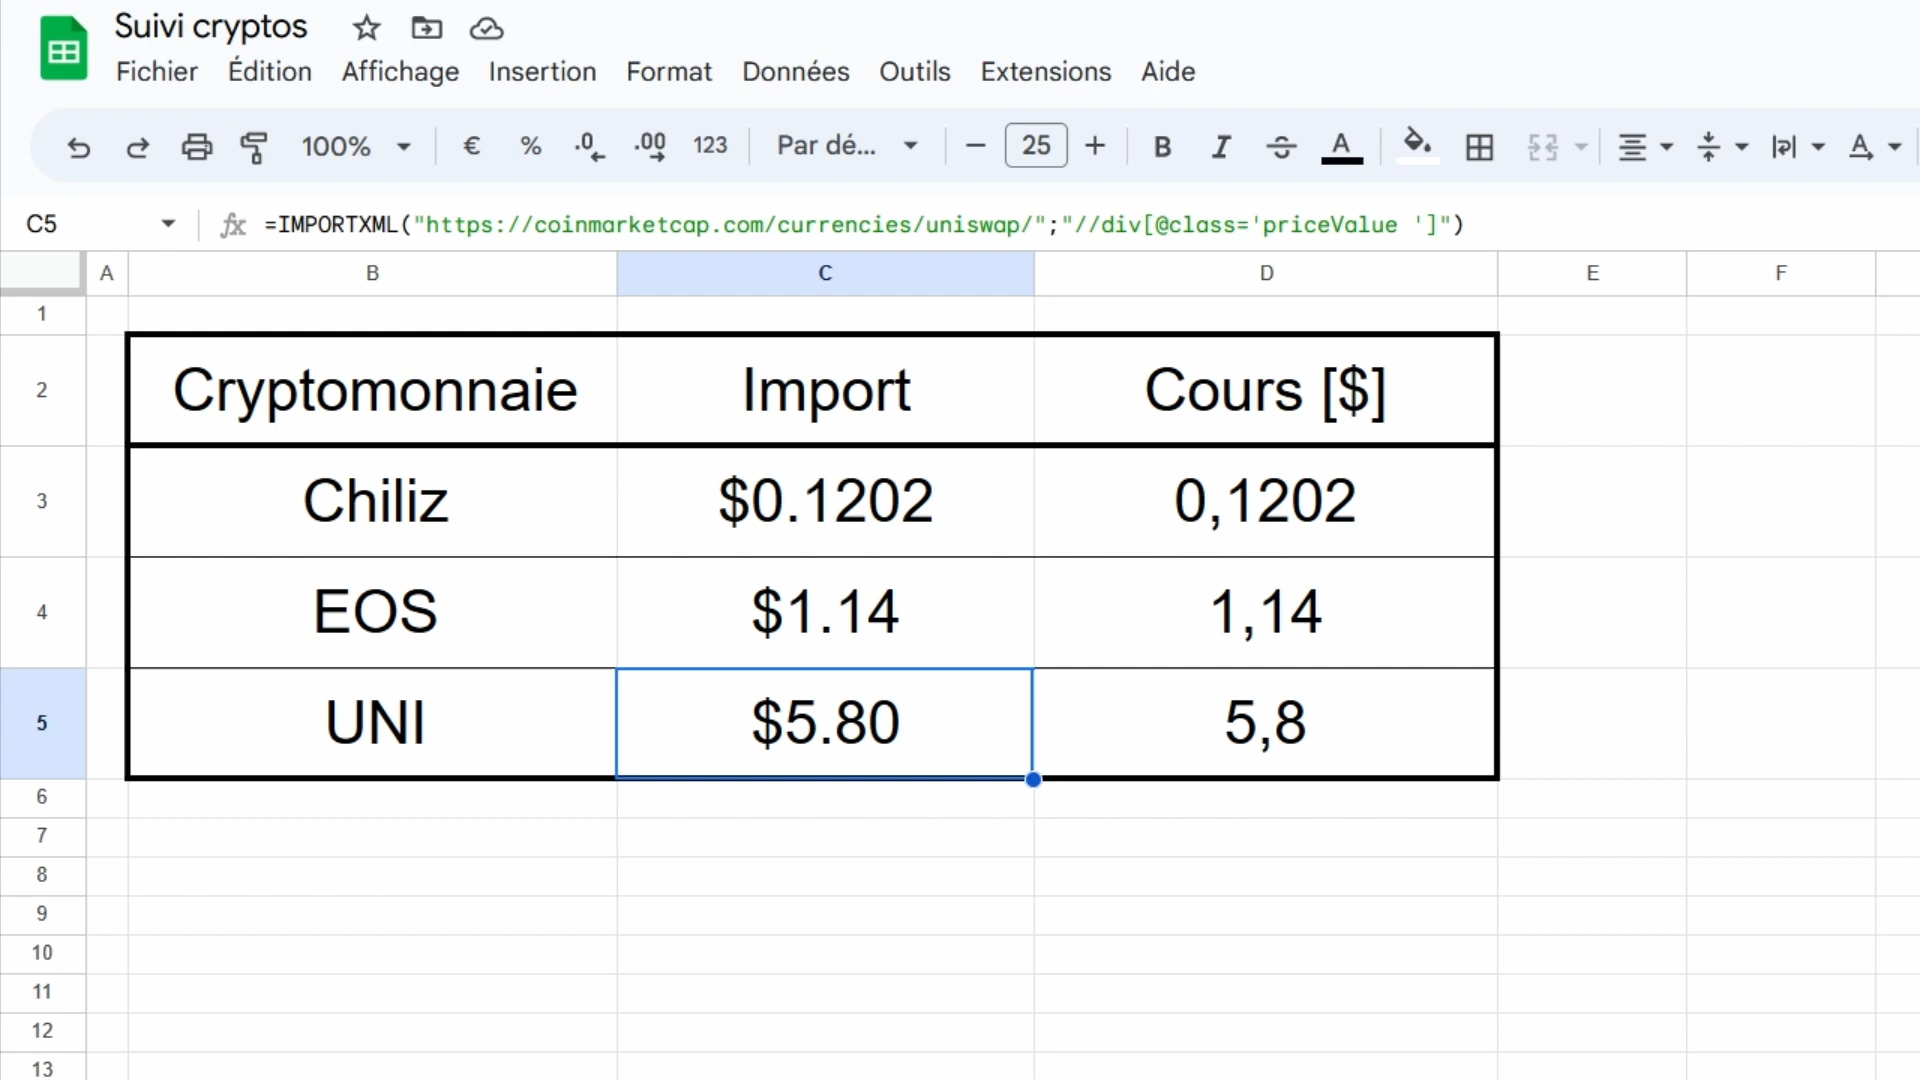 Suivi cryptos
Fichier Édition Affichage Insertion Format Données Outils Extensions Aide
100% € % .0 .00 123 Par dé... − 25 + B I S A A
C5 fx =IMPORTXML("https://coinmarketcap.com/currencies/uniswap/";"//div[@class='priceValue ']")
A B C D E F
1
2 Cryptomonnaie Import Cours [$]
3 Chiliz $0.1202 0,1202
4 EOS $1.14 1,14
5 UNI $5.80 5,8
6
7
8
9
10
11
12
13